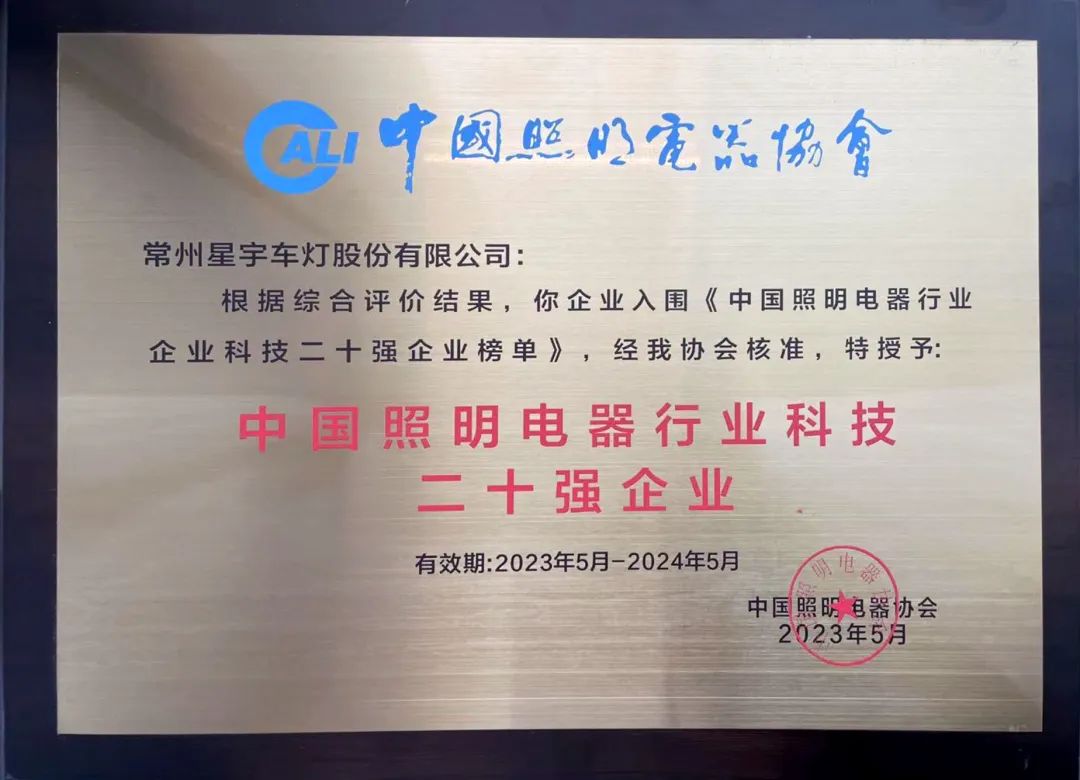 CALI 中國照明電器協會
常州星宇车灯股份有限公司：
根据综合评价结果，你企业入围《中国照明电器行业
企业科技二十强企业榜单》，经我协会核准，特授予:
中国照明电器行业科技
二十强企业
有效期:2023年5月-2024年5月
中国照明电器协会
2023年5月